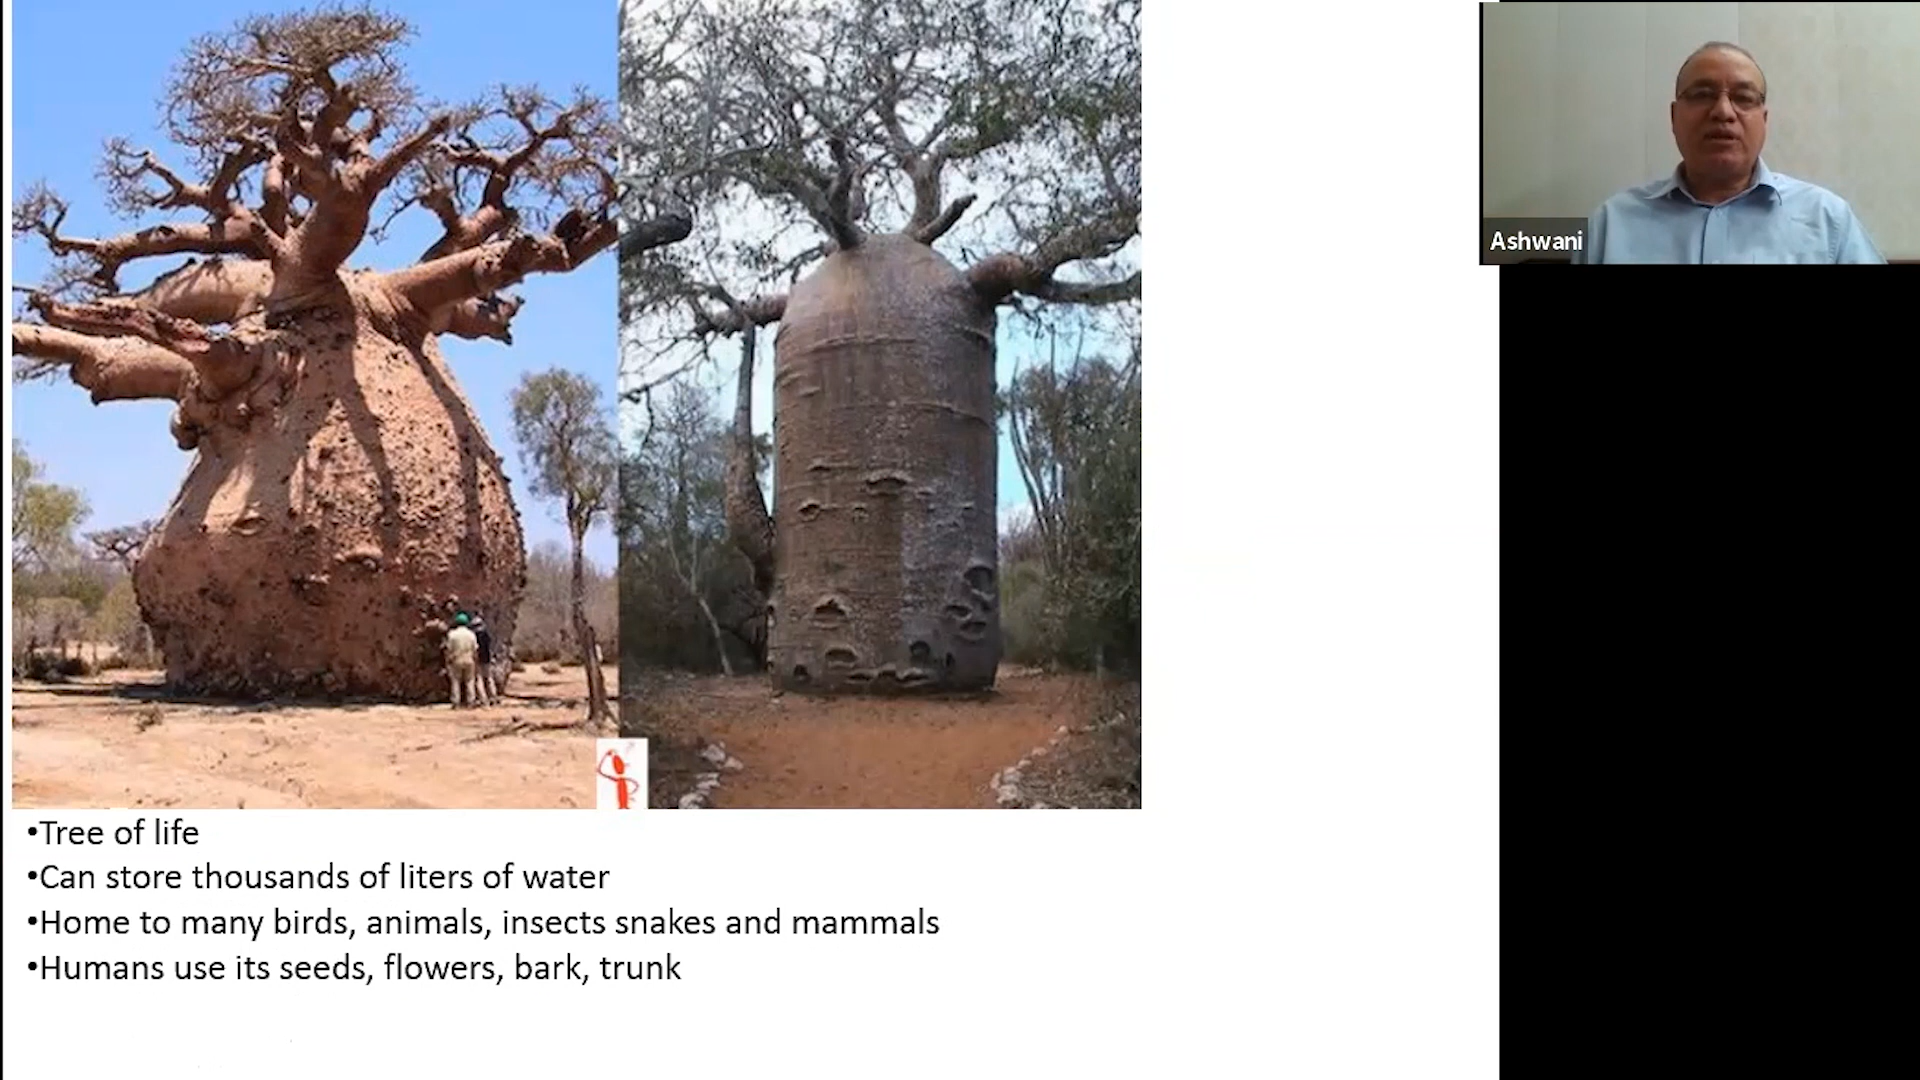 Ashwani
•Tree of life
•Can store thousands of liters of water
•Home to many birds, animals, insects snakes and mammals
•Humans use its seeds, flowers, bark, trunk